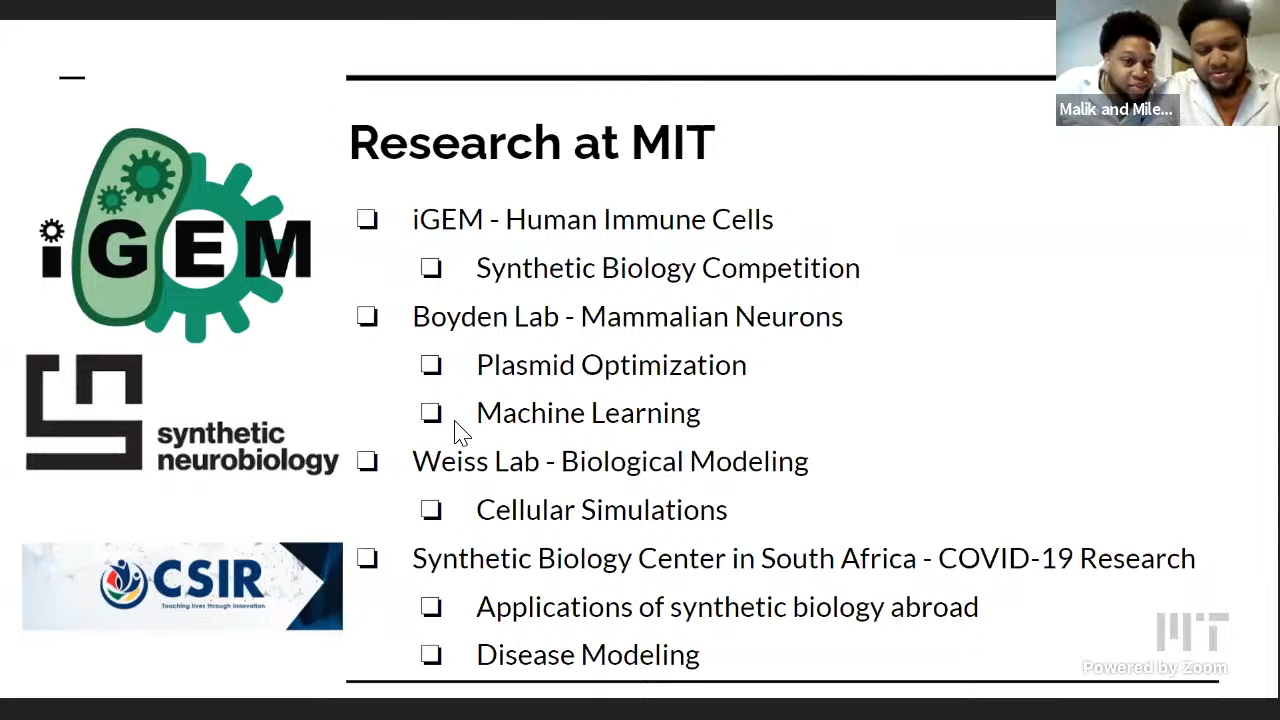 Malik and Mile...
Research at MIT
iGEM
iGEM - Human Immune Cells
Synthetic Biology Competition
Boyden Lab - Mammalian Neurons
Plasmid Optimization
Machine Learning
synthetic
neurobiology
Weiss Lab - Biological Modeling
Cellular Simulations
CSIR
Touching lives through innovation
Synthetic Biology Center in South Africa - COVID-19 Research
Applications of synthetic biology abroad
Disease Modeling
MIT
Powered by Zoom